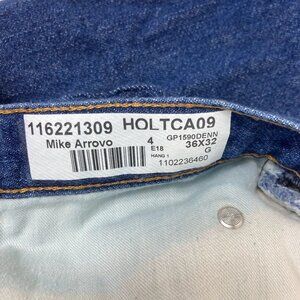 116221309 HOLTCA09
Mike Arrovo 4 GP1590DENN
E18 36X32
HANG 1 G
1102236460